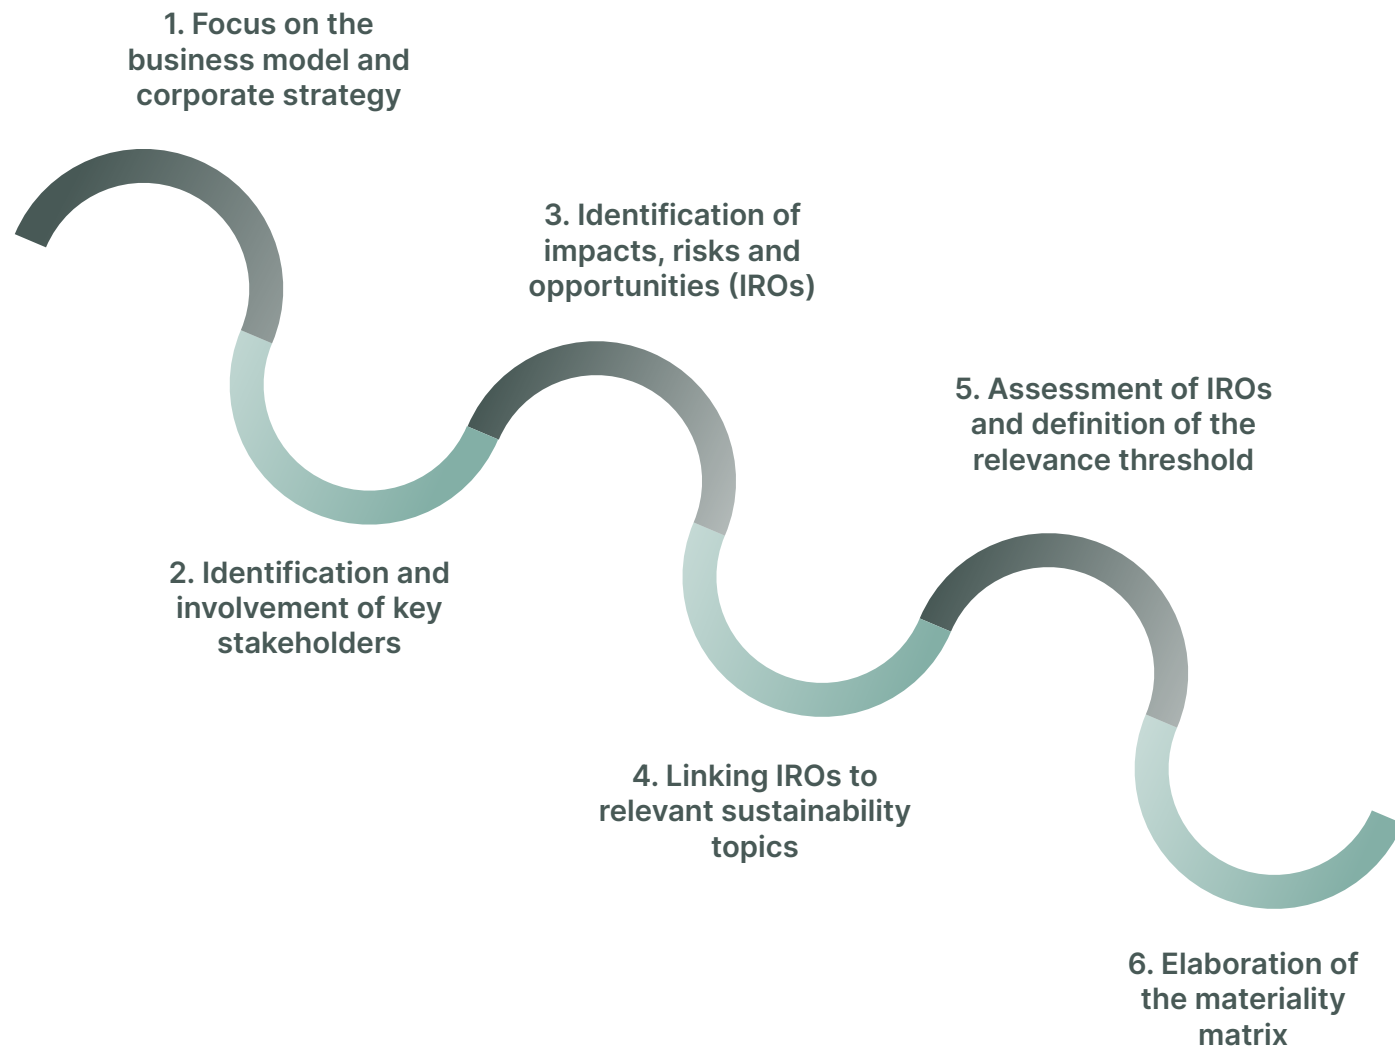 1. Focus on the
business model and
corporate strategy
2. Identification and
involvement of key
stakeholders
3. Identification of
impacts, risks and
opportunities (IROs)
4. Linking IROs to
relevant sustainability
topics
5. Assessment of IROs
and definition of the
relevance threshold
6. Elaboration of
the materiality
matrix